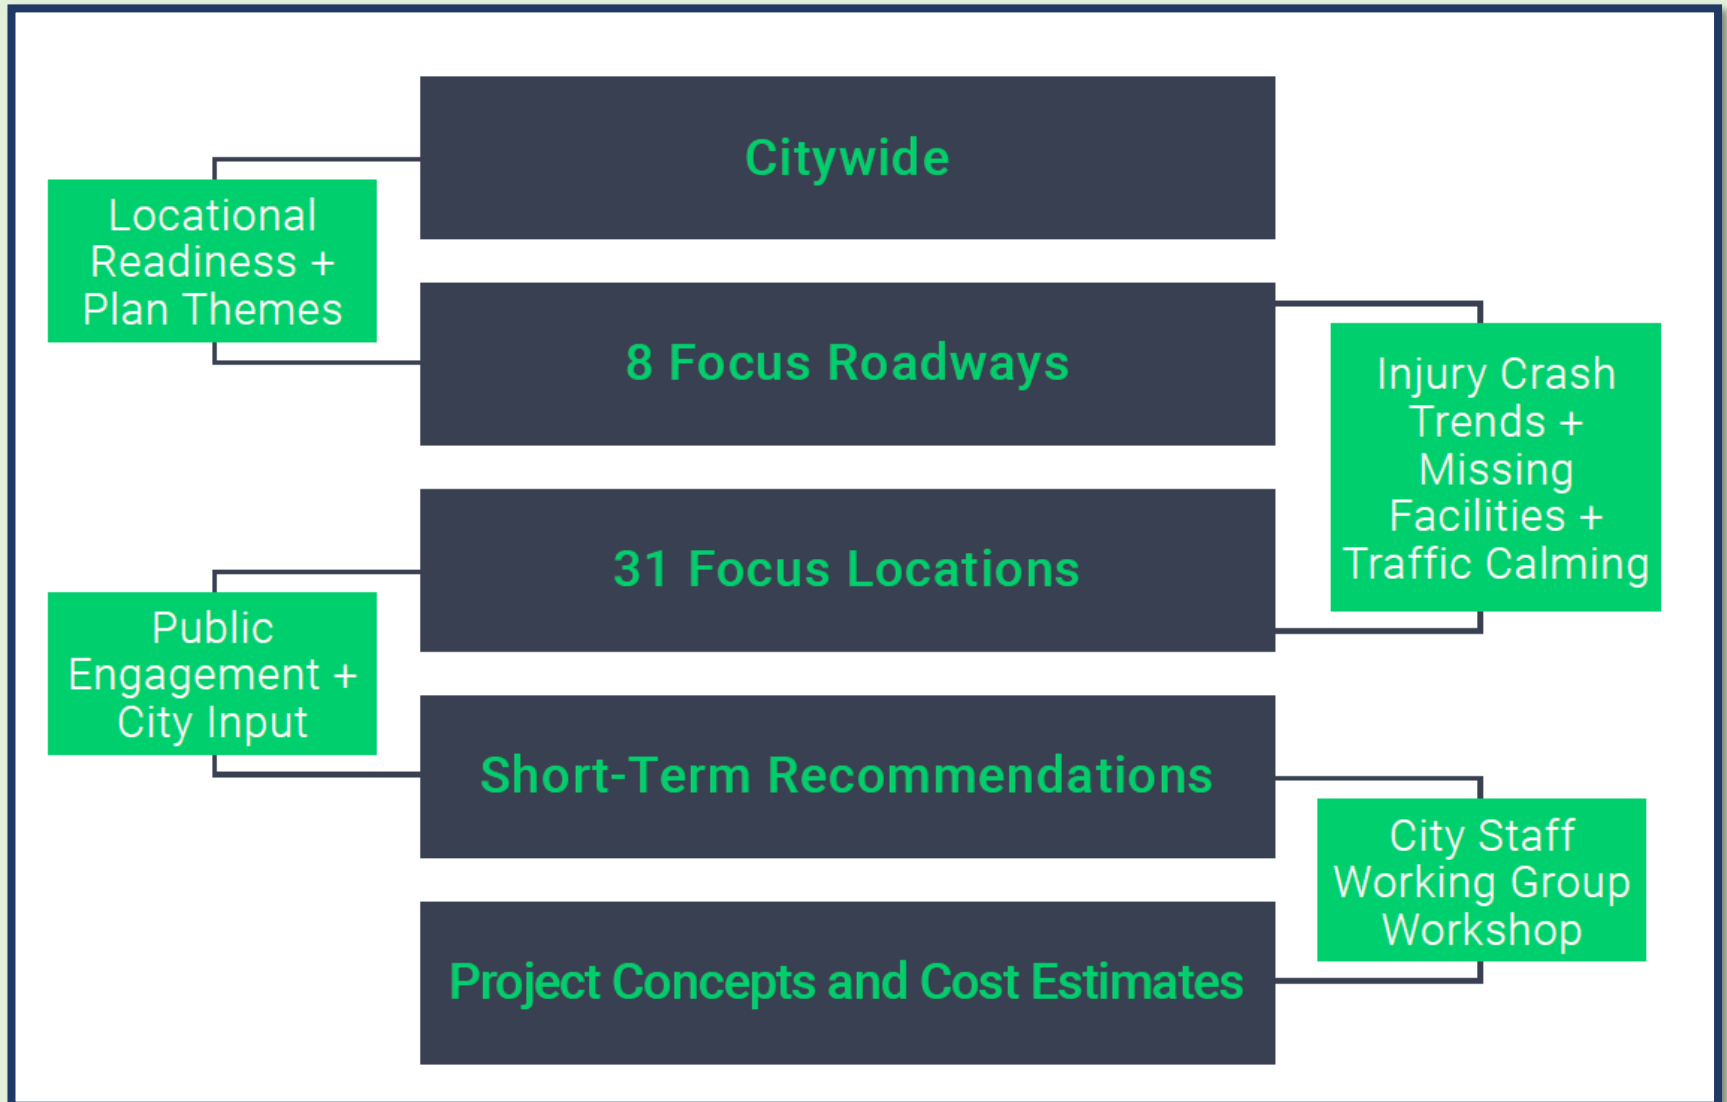 Citywide
Locational
Readiness +
Plan Themes
8 Focus Roadways
Injury Crash
Trends +
Missing
Facilities +
Traffic Calming
31 Focus Locations
Public
Engagement +
City Input
Short-Term Recommendations
City Staff
Working Group
Workshop
Project Concepts and Cost Estimates